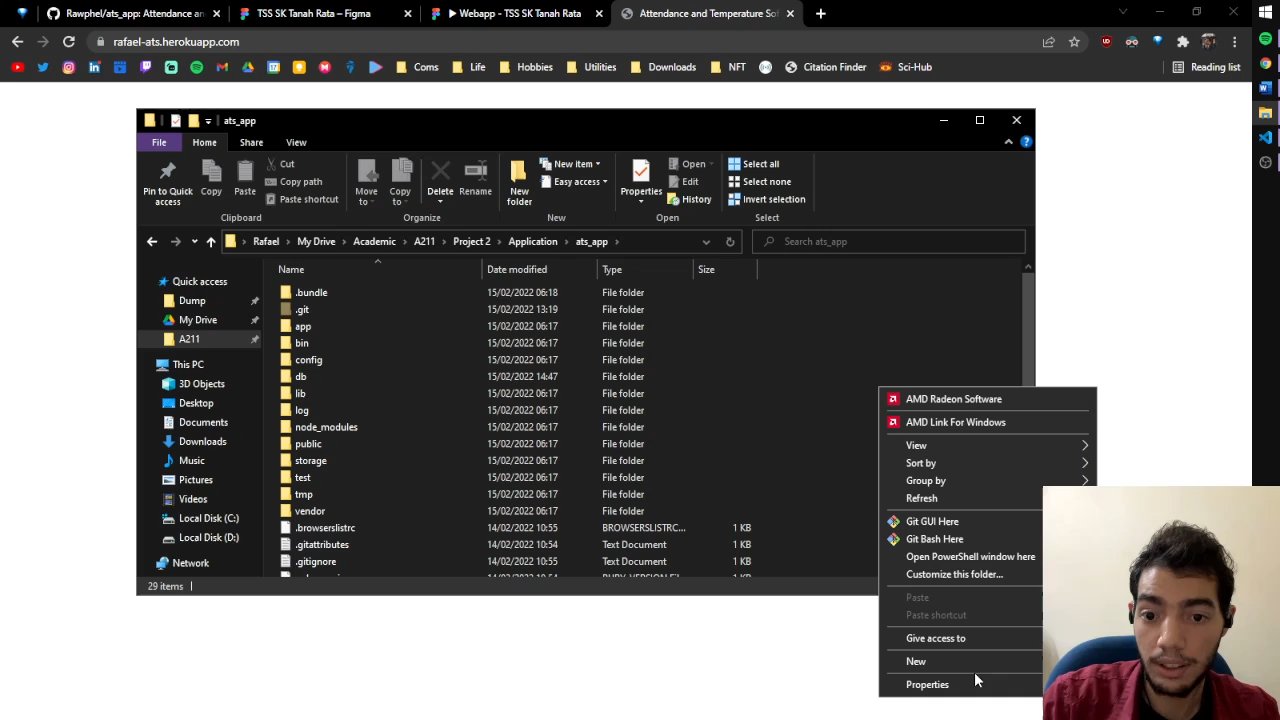 Rawphel/ats_app: Attendance an
TSS SK Tanah Rata – Figma
Webapp - TSS SK Tanah Rata
Attendance and Temperature Sof
rafael-ats.herokuapp.com
Coms
Life
Hobbies
Utilities
Downloads
NFT
Citation Finder
Sci-Hub
Reading list
ats_app
File
Home
Share
View
Pin to Quick access
Copy
Paste
Cut
Copy path
Paste shortcut
Clipboard
Move to
Copy to
Delete
Rename
Organize
New folder
New item
Easy access
New
Properties
Open
Edit
History
Open
Select all
Select none
Invert selection
Select
Rafael > My Drive > Academic > A211 > Project 2 > Application > ats_app >
Search ats_app
Name Date modified Type Size
Quick access
Dump
My Drive
A211
This PC
3D Objects
Desktop
Documents
Downloads
Music
Pictures
Videos
Local Disk (C:)
Local Disk (D:)
Network
.bundle 15/02/2022 06:18 File folder
.git 15/02/2022 13:19 File folder
app 15/02/2022 06:17 File folder
bin 15/02/2022 06:17 File folder
config 15/02/2022 06:17 File folder
db 15/02/2022 14:47 File folder
lib 15/02/2022 06:17 File folder
log 15/02/2022 06:17 File folder
node_modules 15/02/2022 06:17 File folder
public 15/02/2022 06:17 File folder
storage 15/02/2022 06:17 File folder
test 15/02/2022 06:17 File folder
tmp 15/02/2022 06:17 File folder
vendor 15/02/2022 06:17 File folder
.browserslistrc 14/02/2022 10:55 BROWSERSLISTRC... 1 KB
.gitattributes 14/02/2022 10:54 Text Document 1 KB
.gitignore 14/02/2022 10:55 Text Document 1 KB
29 items
AMD Radeon Software
AMD Link For Windows
View
Sort by
Group by
Refresh
Git GUI Here
Git Bash Here
Open PowerShell window here
Customize this folder...
Paste
Paste shortcut
Give access to
New
Properties